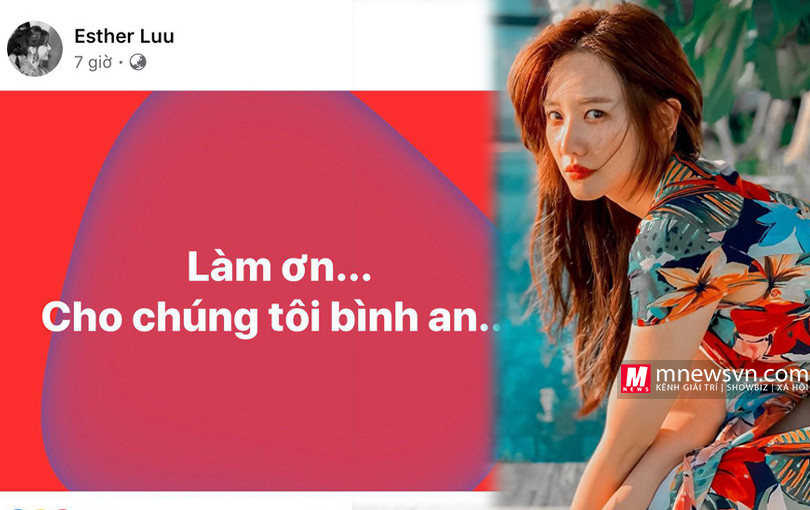 Esther Luu
7 giờ ·
Làm ơn...
Cho chúng tôi bình an..
M NEWS
mnewsvn.com
KÊNH GIẢI TRÍ | SHOWBIZ | XÃ HỘI